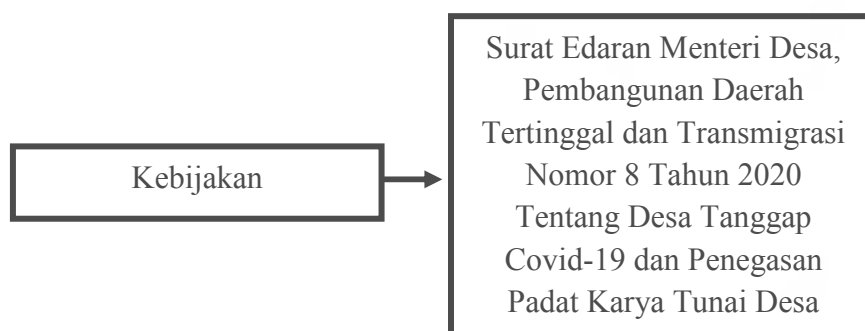 Kebijakan
Surat Edaran Menteri Desa,
Pembangunan Daerah
Tertinggal dan Transmigrasi
Nomor 8 Tahun 2020
Tentang Desa Tanggap
Covid-19 dan Penegasan
Padat Karya Tunai Desa